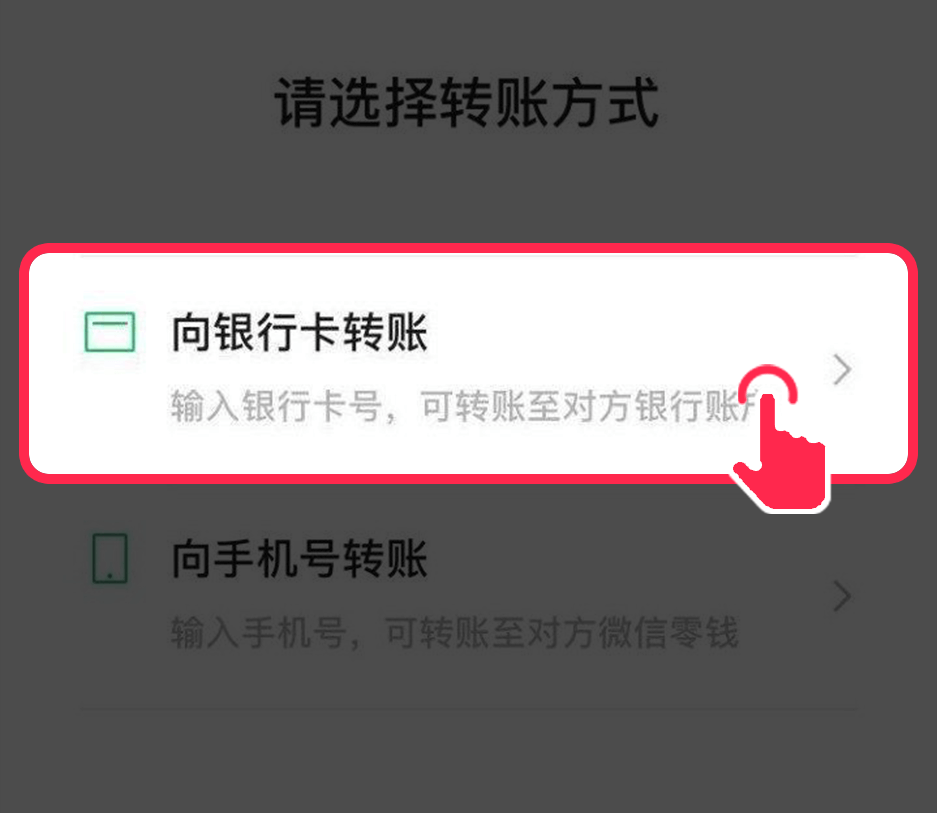 请选择转账方式
向银行卡转账
输入银行卡号，可转账至对方银行账户
向手机号转账
输入手机号，可转账至对方微信零钱